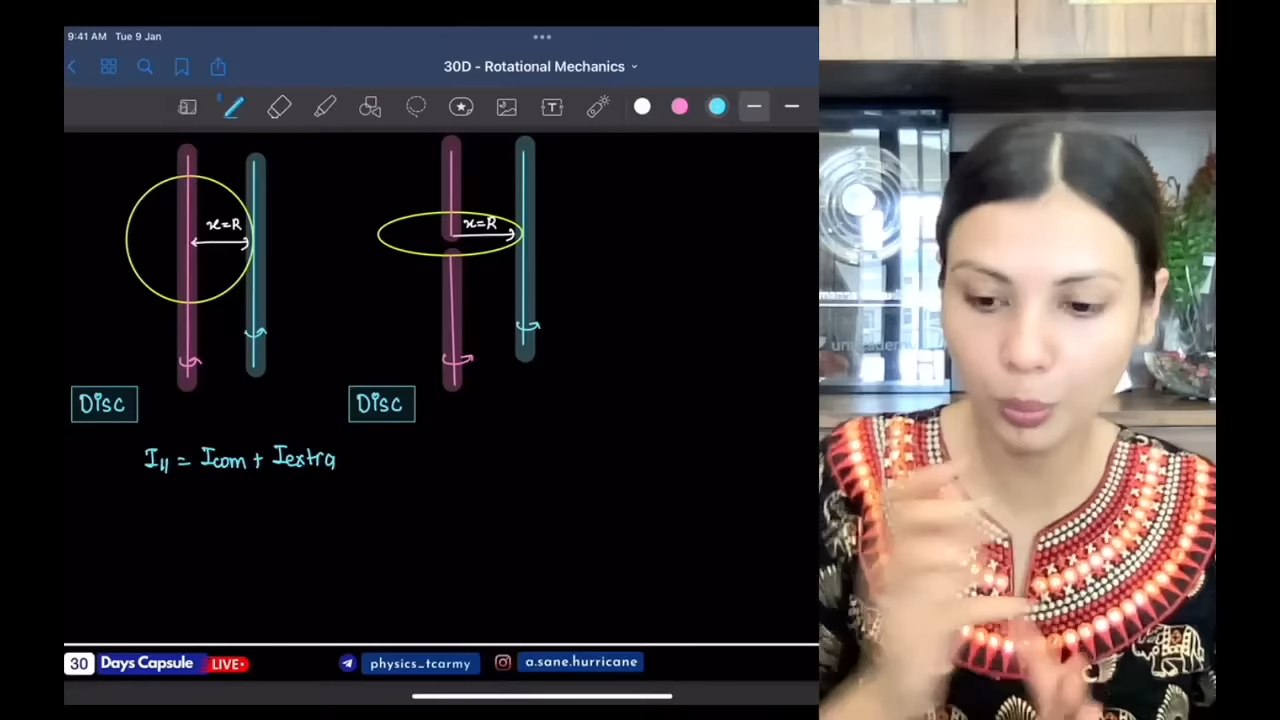 9:41 AM Tue 9 Jan
30D - Rotational Mechanics
x=R
x=R
Disc
Disc
I₁₁ = Icom + Iextra
30 Days Capsule LIVE
physics_tcarmy
a.sane.hurricane